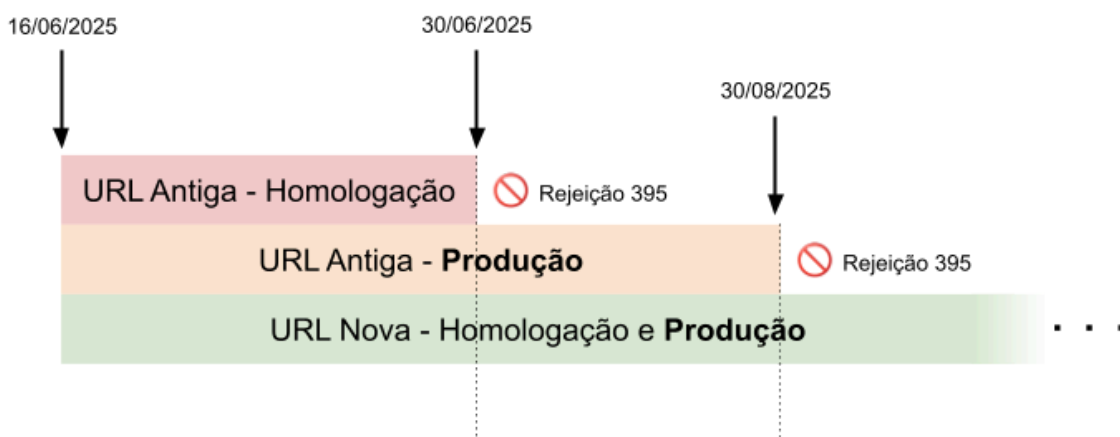 16/06/2025
30/06/2025
30/08/2025
URL Antiga - Homologação
Rejeição 395
URL Antiga - Produção
Rejeição 395
URL Nova - Homologação e Produção
. . .